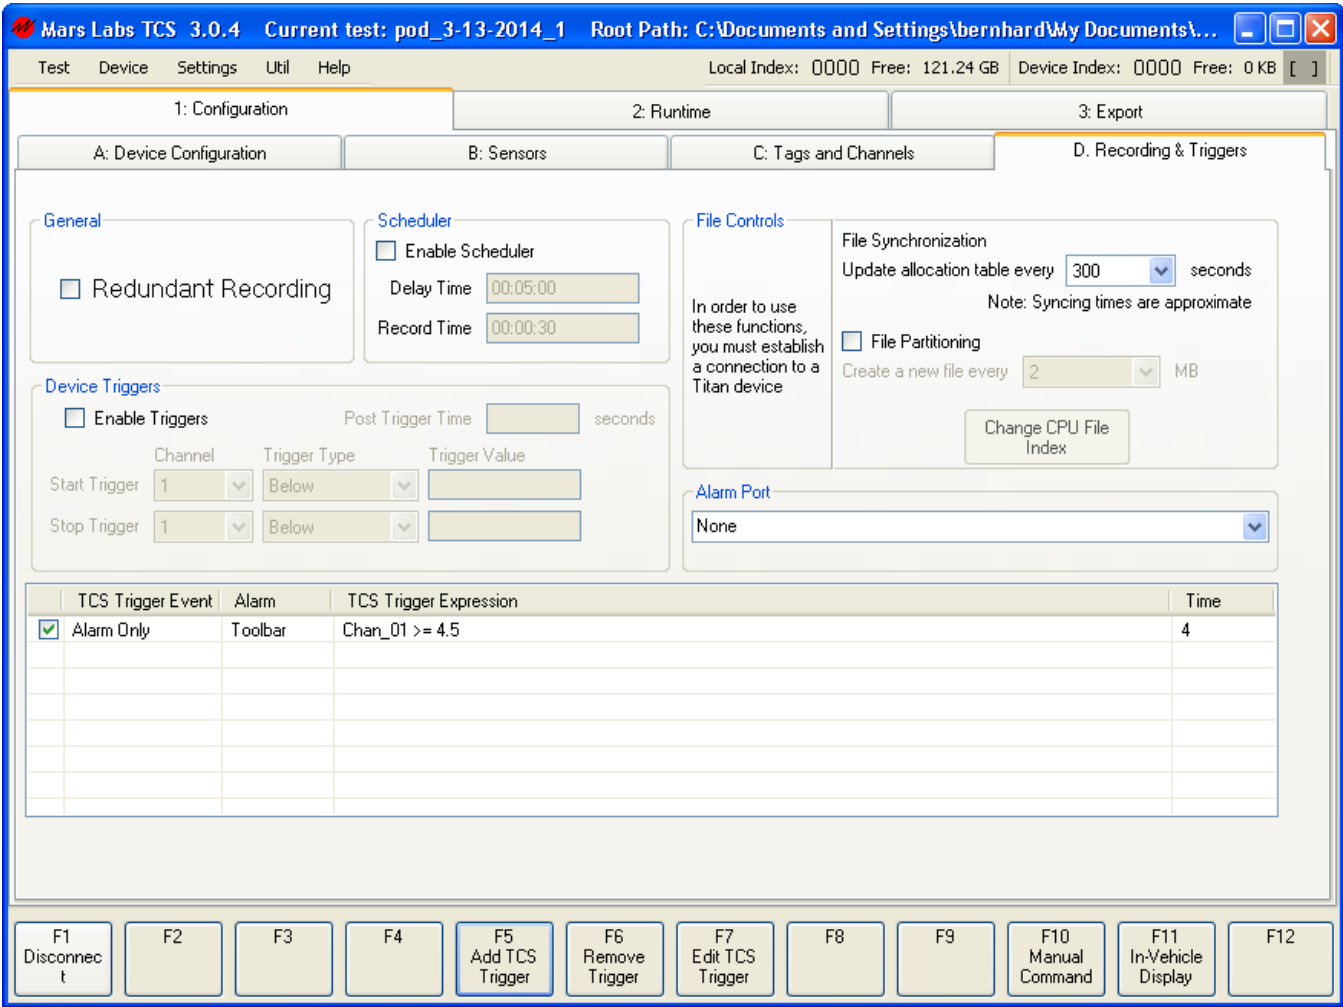 Mars Labs TCS 3.0.4 Current test: pod_3-13-2014_1 Root Path: C:\Documents and Settings\bernhard\My Documents\...
Test Device Settings Util Help Local Index: 0000 Free: 121.24 GB Device Index: 0000 Free: 0 KB [ ]
1: Configuration 2: Runtime 3: Export
A: Device Configuration B: Sensors C: Tags and Channels D. Recording & Triggers
General
Redundant Recording
Scheduler
Enable Scheduler
Delay Time 00:05:00
Record Time 00:00:30
File Controls
In order to use
these functions,
you must establish
a connection to a
Titan device
File Synchronization
Update allocation table every 300 seconds
Note: Syncing times are approximate
File Partitioning
Create a new file every 2 MB
Change CPU File
Index
Device Triggers
Enable Triggers Post Trigger Time seconds
Channel Trigger Type Trigger Value
Start Trigger 1 Below
Stop Trigger 1 Below
Alarm Port
None
TCS Trigger Event Alarm TCS Trigger Expression Time
Alarm Only Toolbar Chan_01 >= 4.5 4
F1
Disconnec
t
F2
F3
F4
F5
Add TCS
Trigger
F6
Remove
Trigger
F7
Edit TCS
Trigger
F8
F9
F10
Manual
Command
F11
In-Vehicle
Display
F12